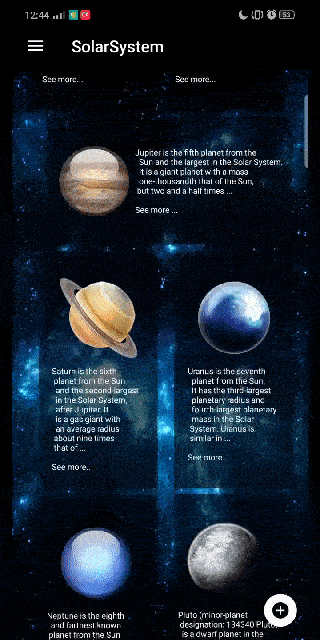 12:44
53
SolarSystem
See more...
See more...
Jupiter is the fifth planet from the
Sun and the largest in the Solar System.
It is a giant planet with a mass
one-thousandth that of the Sun,
but two and a half times ...
See more ...
Saturn is the sixth
planet from the Sun
and the second-largest
in the Solar System,
after Jupiter. It
is a gas giant with
an average radius
about nine times
that of ...
See more..
Uranus is the seventh
planet from the Sun.
It has the third-largest
planetary radius and
fourth-largest planetary
mass in the Solar
System. Uranus is
similar in ...
See more...
Neptune is the eighth
and farthest known
planet from the Sun
Pluto (minor-planet
designation: 134340 Pluto)
is a dwarf planet in the